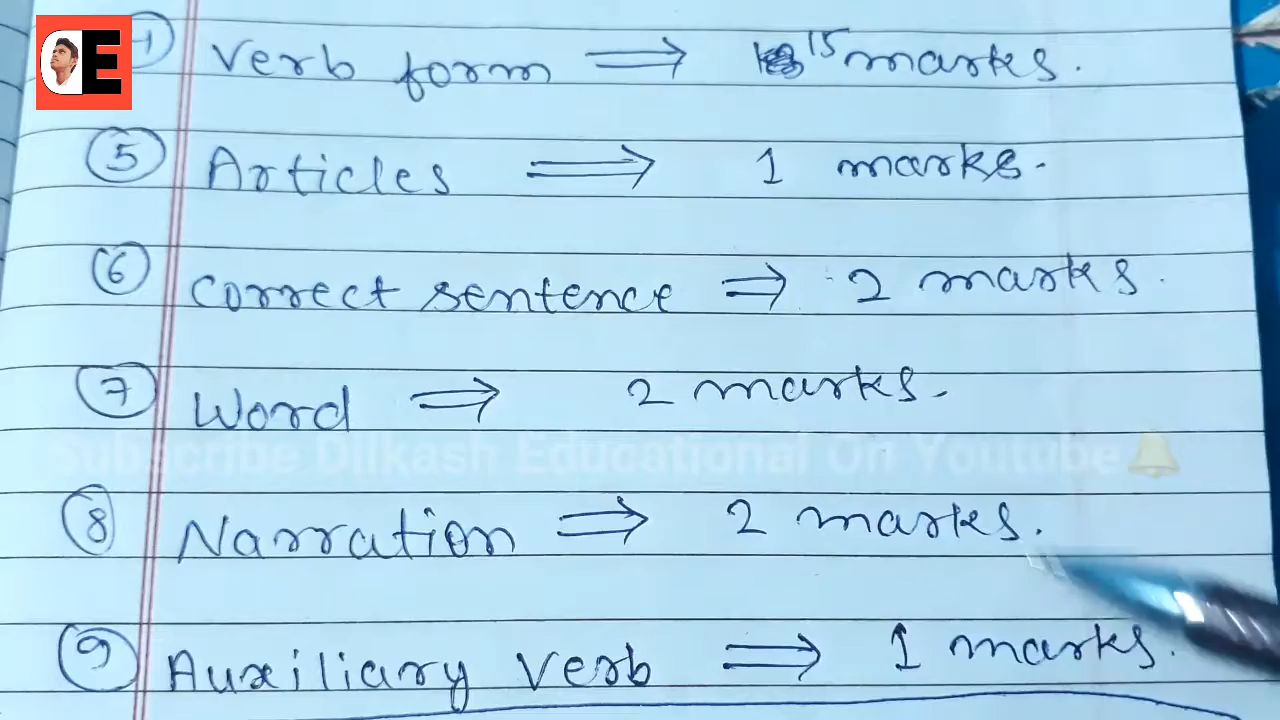 E
4 Verb form ⇒ 15 marks.
5 Articles ⇒ 1 marks.
6 correct sentence ⇒ 2 marks.
7 Word ⇒ 2 marks.
Subscribe Dilkash Educational On Youtube
8 Narration ⇒ 2 marks.
9 Auxiliary verb ⇒ 1 marks.